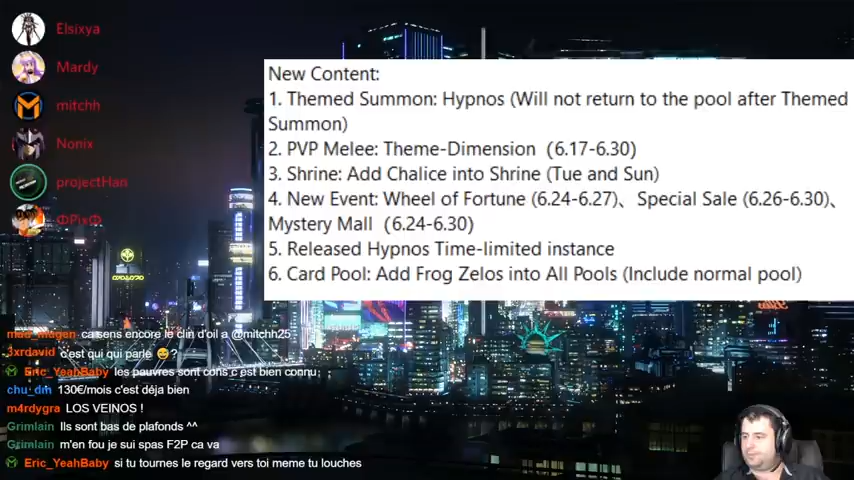 Elsixya
Mardy
mitchh
Nonix
projectHan
ΦPixΦ
New Content:
1. Themed Summon: Hypnos (Will not return to the pool after Themed
Summon)
2. PVP Melee: Theme-Dimension（6.17-6.30)
3. Shrine: Add Chalice into Shrine (Tue and Sun)
4. New Event: Wheel of Fortune (6.24-6.27)、Special Sale (6.26-6.30)、
Mystery Mall（6.24-6.30)
5. Released Hypnos Time-limited instance
6. Card Pool: Add Frog Zelos into All Pools (Include normal pool)
ca sens encore le clin d'oil a @mitchh25
3xrdavid c'est qui qui parle 😄 ?
Eric_YeahBaby les pauvres sont cons c est bien connu
chu_dm 130€/mois c'est déja bien
m4rdygra LOS VEINOS !
Grimlain Ils sont bas de plafonds ^^
Grimlain m'en fou je sui spas F2P ca va
Eric_YeahBaby si tu tournes le regard vers toi meme tu louches